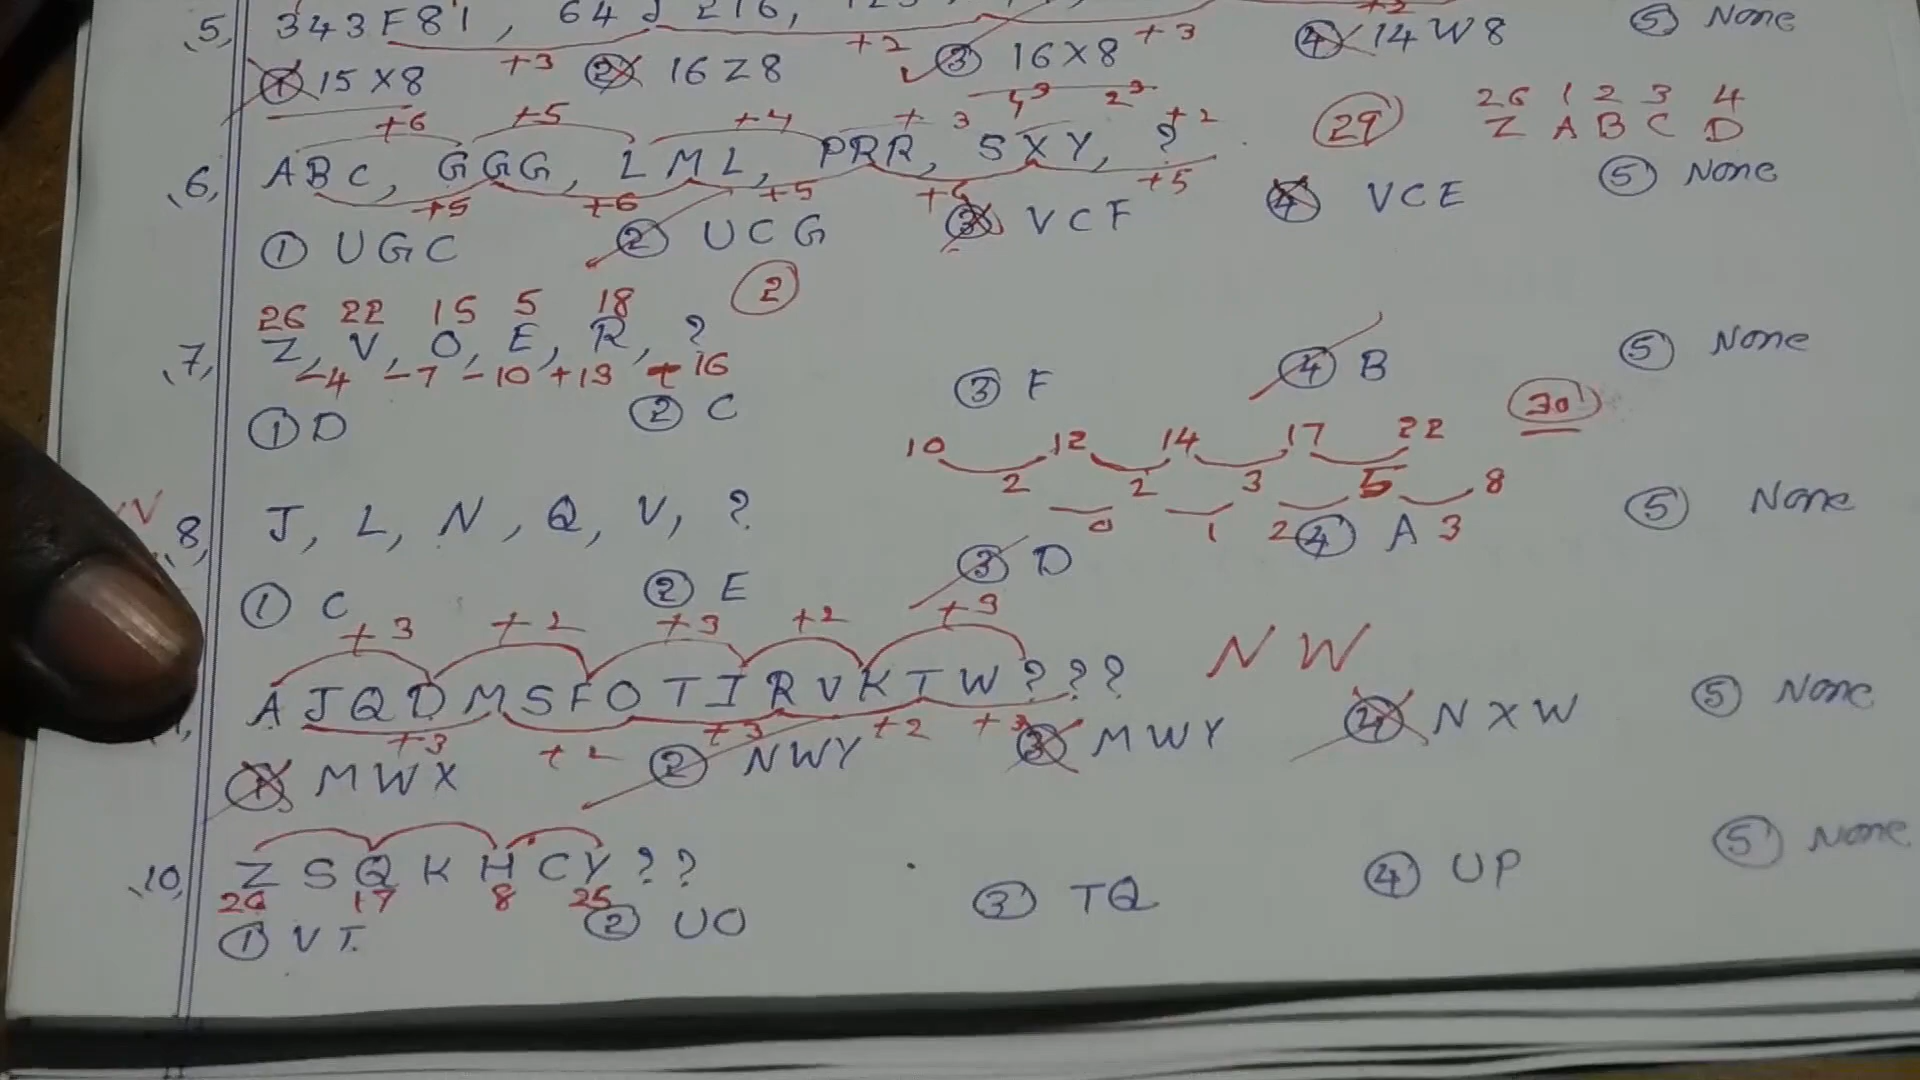 5, 343F81, 64J216,
+3 +2 +3
1 15X8 2 16Z8 3 16X8 4 14W8 5 None
+6 +5 +4 +3 +2 29 26 1 2 3 4
Z A B C D
6, ABC, GGG, LML, PRR, SXY, ?
+5 +6 +5 +5
1 UGC 2 UCG 3 VCF 4 VCE 5 None
2
26 22 15 5 18
7, Z, V, O, E, R, ?
-4 -7 -10 +13 +16
1 D 2 C 3 F 4 B 5 None
30
10 12 14 17 22
2 2 3 5 8
0 1 2 3
8, J, L, N, Q, V, ?
1 C 2 E 3 D 4 A 5 None
+3 +2 +3 +2 +3
AJQDMSFOTIRVKTW??? NW
+3 +2 +3 +2 +3
1 MWX 2 NWY 3 MWY 4 NXW 5 None
10, ZSQKHCY??
26 17 8 25
1 VT 2 UO 3 TQ 4 UP 5 None